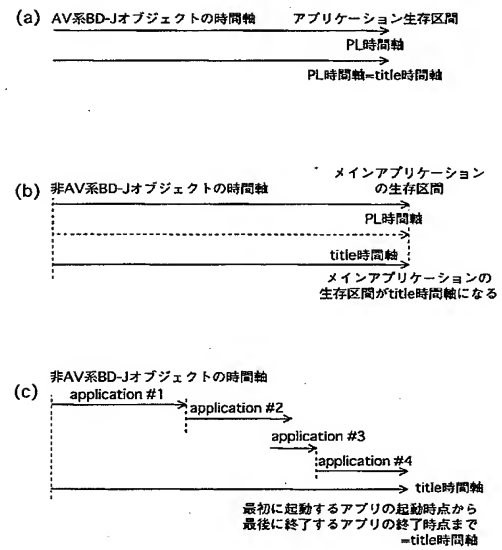 (a) AV系BD-Jオブジェクトの時間軸 アプリケーション生存区間
PL時間軸
PL時間軸=title時間軸
メインアプリケーション
(b) 非AV系BD-Jオブジェクトの時間軸 の生存区間
PL時間軸
title時間軸
メインアプリケーションの
生存区間がtitle時間軸になる
非AV系BD-Jオブジェクトの時間軸
(c) application #1
application #2
application #3
application #4
title時間軸
最初に起動するアプリの起動時点から
最後に終了するアプリの終了時点まで
=title時間軸